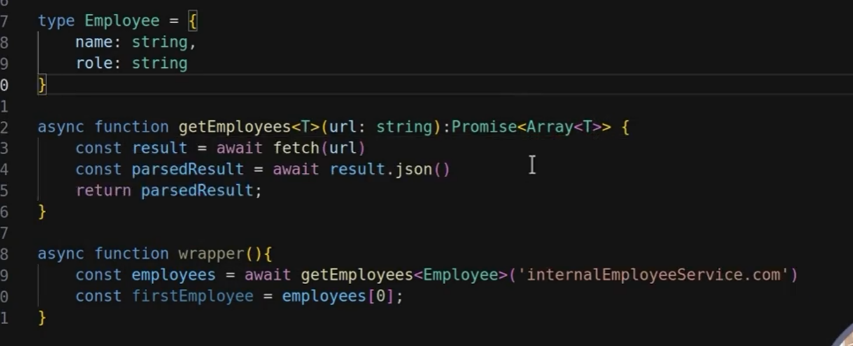 7 type Employee = {
8 name: string,
9 role: string
0 }
1
2 async function getEmployees<T>(url: string):Promise<Array<T>> {
3 const result = await fetch(url)
4 const parsedResult = await result.json()
5 return parsedResult;
6 }
7
8 async function wrapper(){
9 const employees = await getEmployees<Employee>('internalEmployeeService.com')
0 const firstEmployee = employees[0];
1 }